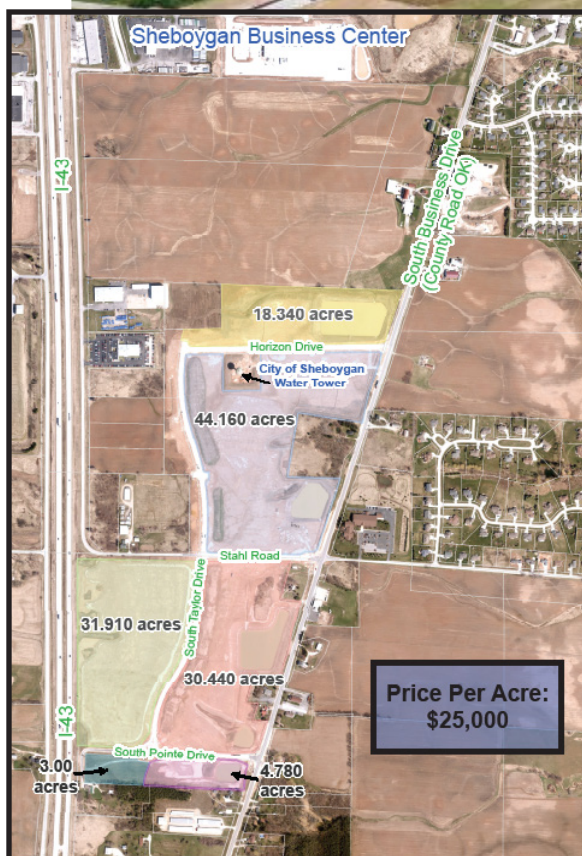 Sheboygan Business Center
I-43
South Business Drive
(County Road OK)
18.340 acres
Horizon Drive
City of Sheboygan
Water Tower
44.160 acres
Stahl Road
South Taylor Drive
31.910 acres
30.440 acres
Price Per Acre:
$25,000
I-43
South Pointe Drive
3.00
acres
4.780
acres